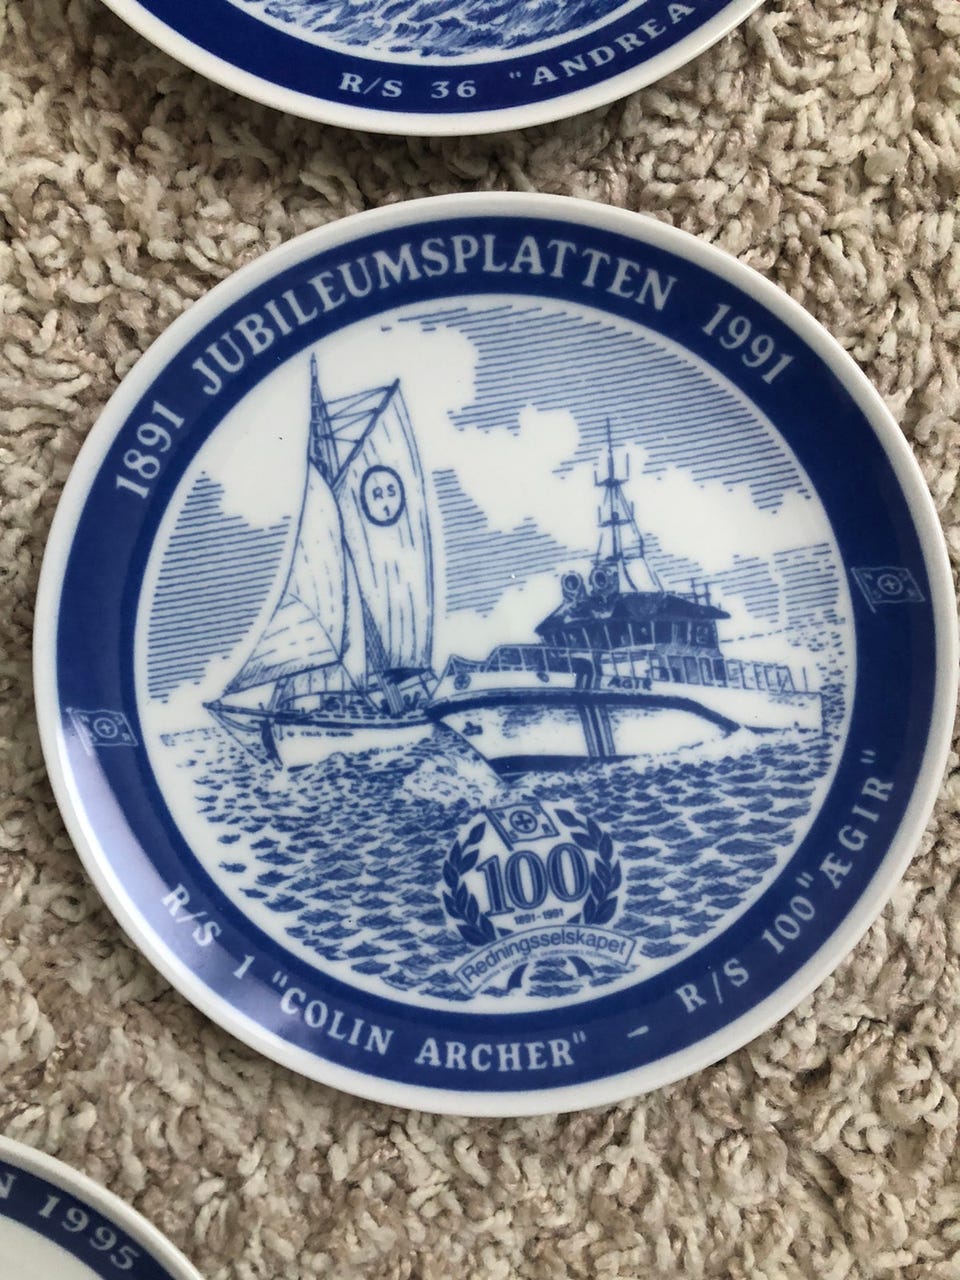 R/S 36 "ANDREA
1891 JUBILEUMSPLATTEN 1991
RS
1
ÆGIR
100
1891-1991
Redningsselskapet
R/S 1 "COLIN ARCHER" – R/S 100 "ÆGIR"
N 1995